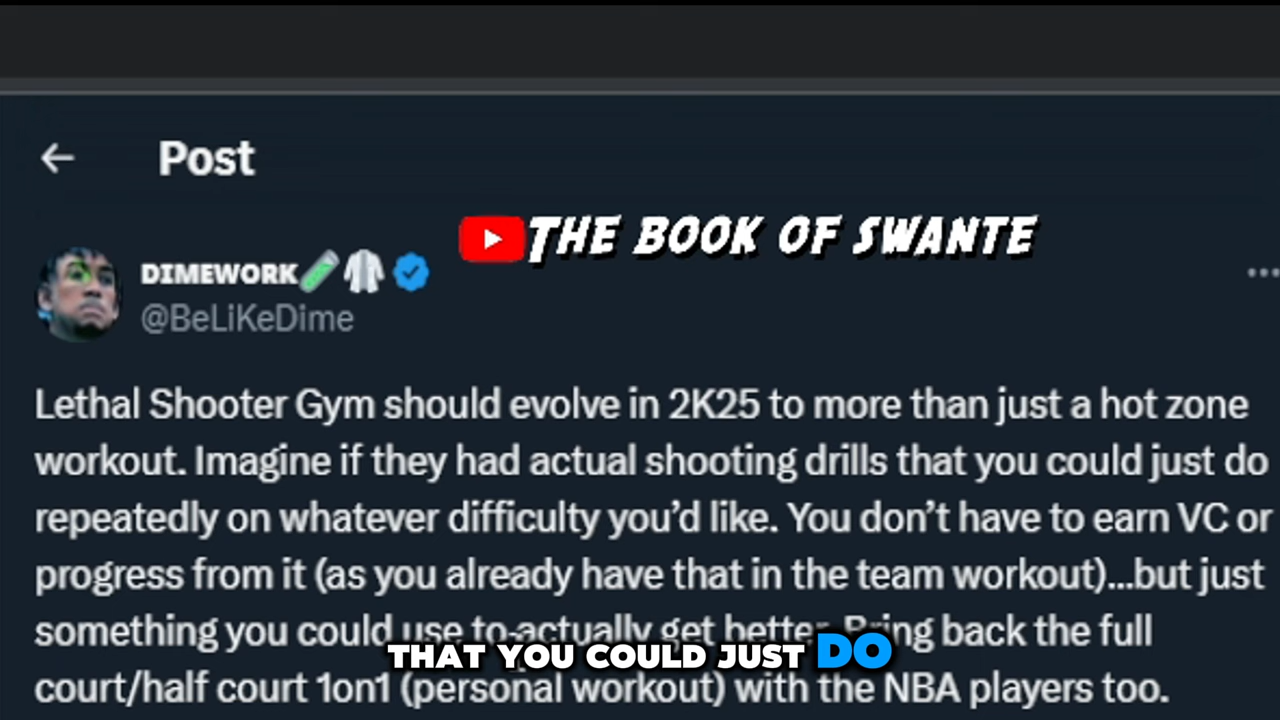 Post
THE BOOK OF SWANTE
DIMEWORK
@BeLiKeDime
Lethal Shooter Gym should evolve in 2K25 to more than just a hot zone
workout. Imagine if they had actual shooting drills that you could just do
repeatedly on whatever difficulty you'd like. You don't have to earn VC or
progress from it (as you already have that in the team workout)...but just
something you could use to actually get better. Bring back the full
THAT YOU COULD JUST DO
court/half court 1on1 (personal workout) with the NBA players too.